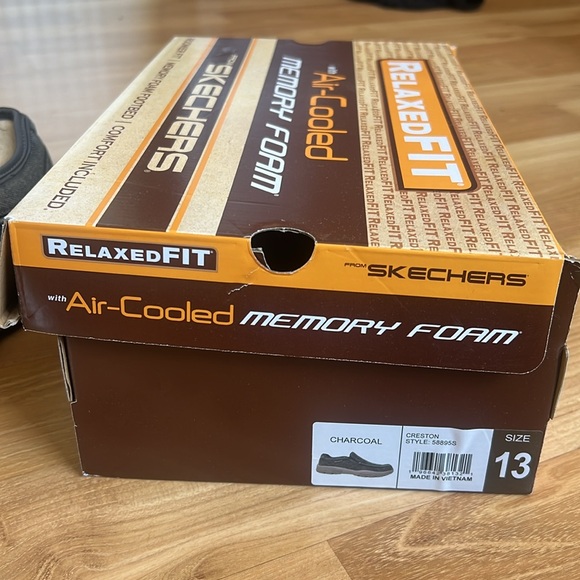 COMFORT INCLUDED.
FROM SKECHERS®
with Air-Cooled
MEMORY FOAM®
RELAXED FIT®
RELAXED FIT®
FROM SKECHERS®
with Air-Cooled MEMORY FOAM®
CHARCOAL
CRESTON
STYLE: 58895S
MADE IN VIETNAM
SIZE
13